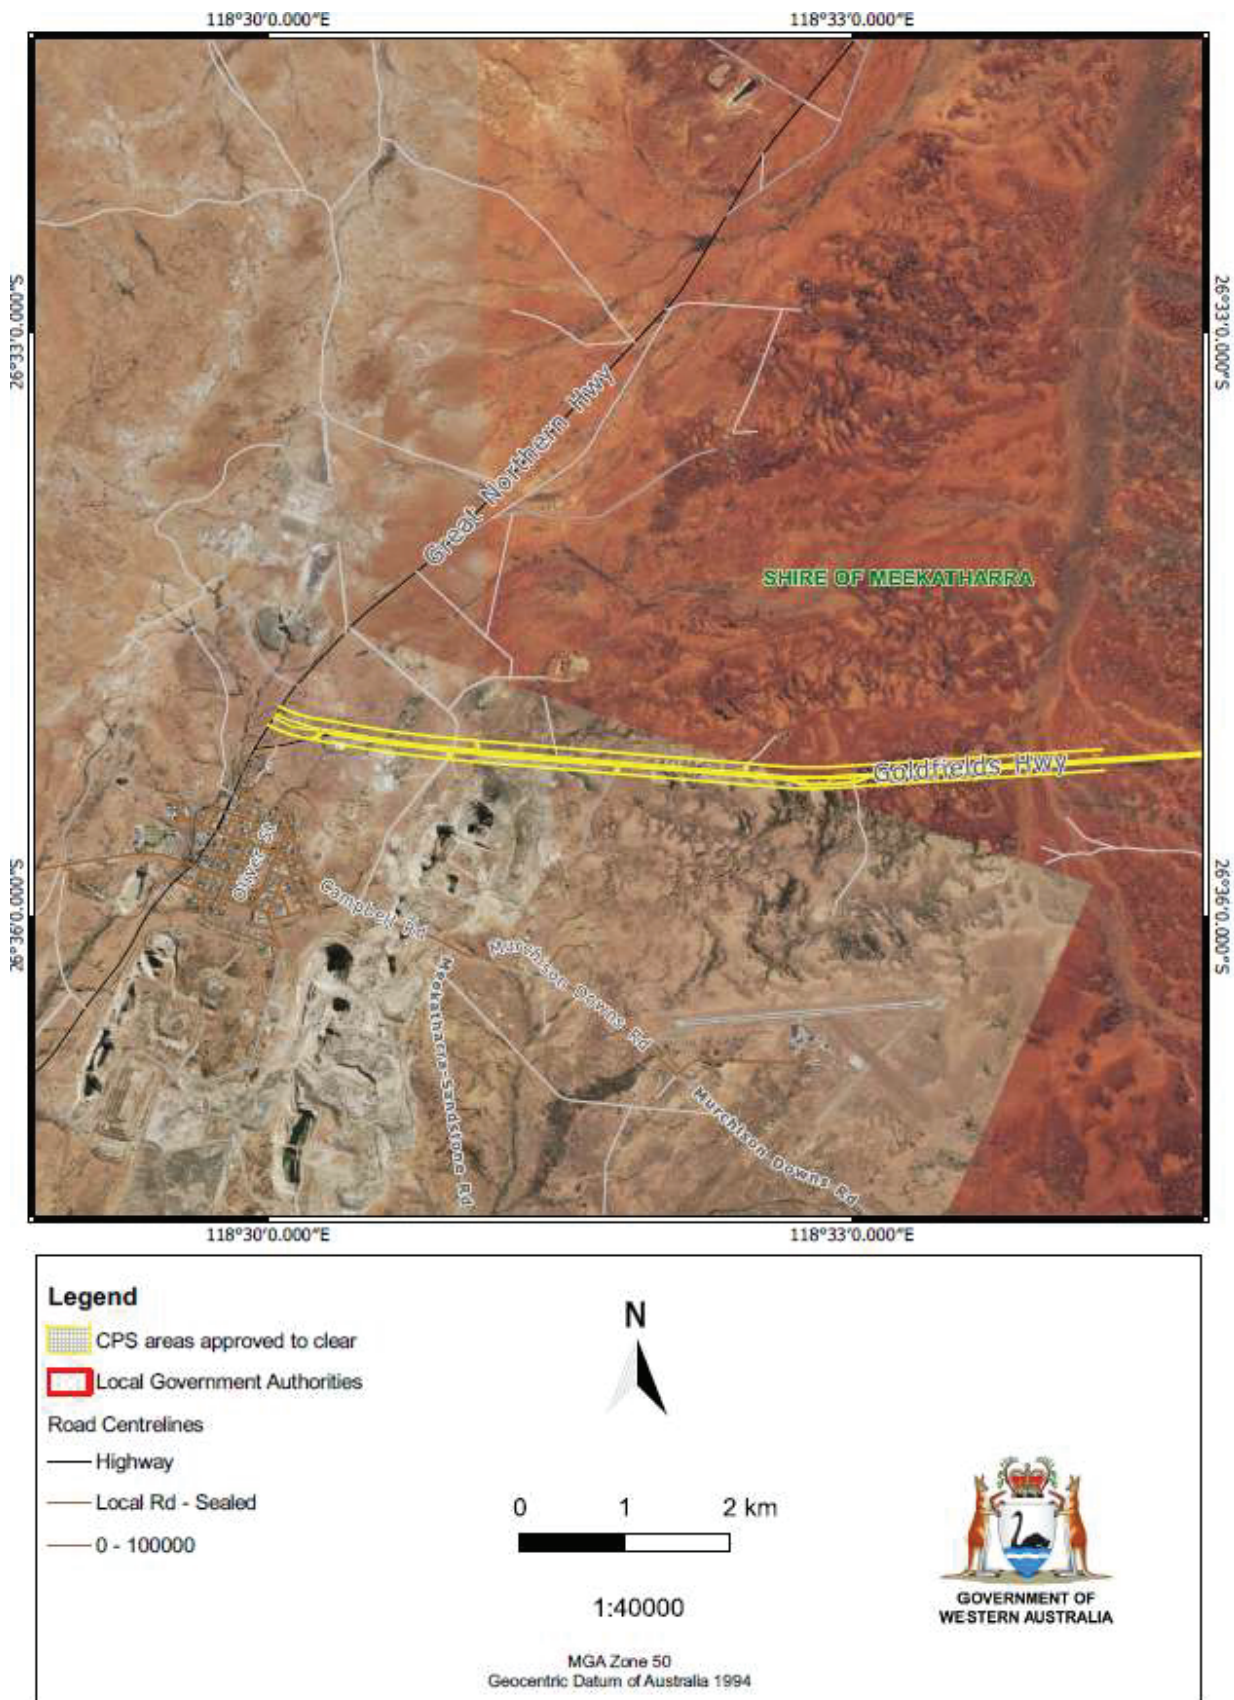 118°30'0.000"E
118°33'0.000"E
26°33'0.000"S
26°33'0.000"S
Great Northern Hwy
SHIRE OF MEEKATHARRA
Goldfields Hwy
Oliver St
26°36'0.000"S
26°36'0.000"S
Campbell Rd
Murchison Downs Rd
Meekatharra-Sandstone Rd
Murchison Downs Rd
118°30'0.000"E
118°33'0.000"E
Legend
CPS areas approved to clear
Local Government Authorities
Road Centrelines
Highway
Local Rd - Sealed
0 - 100000
N
0 1 2 km
1:40000
MGA Zone 50
Geocentric Datum of Australia 1994
GOVERNMENT OF
WESTERN AUSTRALIA